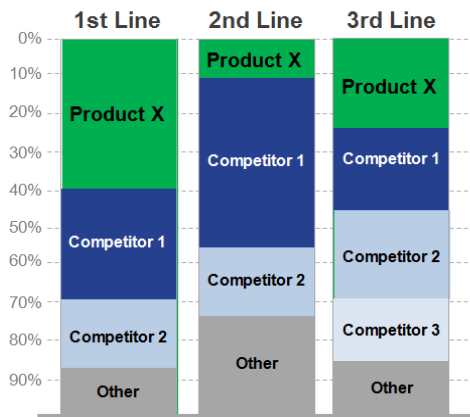 1st Line 2nd Line 3rd Line
0%
10%
20%
30%
40%
50%
60%
70%
80%
90%
Product X
Competitor 1
Competitor 2
Other
Product X
Competitor 1
Competitor 2
Other
Product X
Competitor 1
Competitor 2
Competitor 3
Other